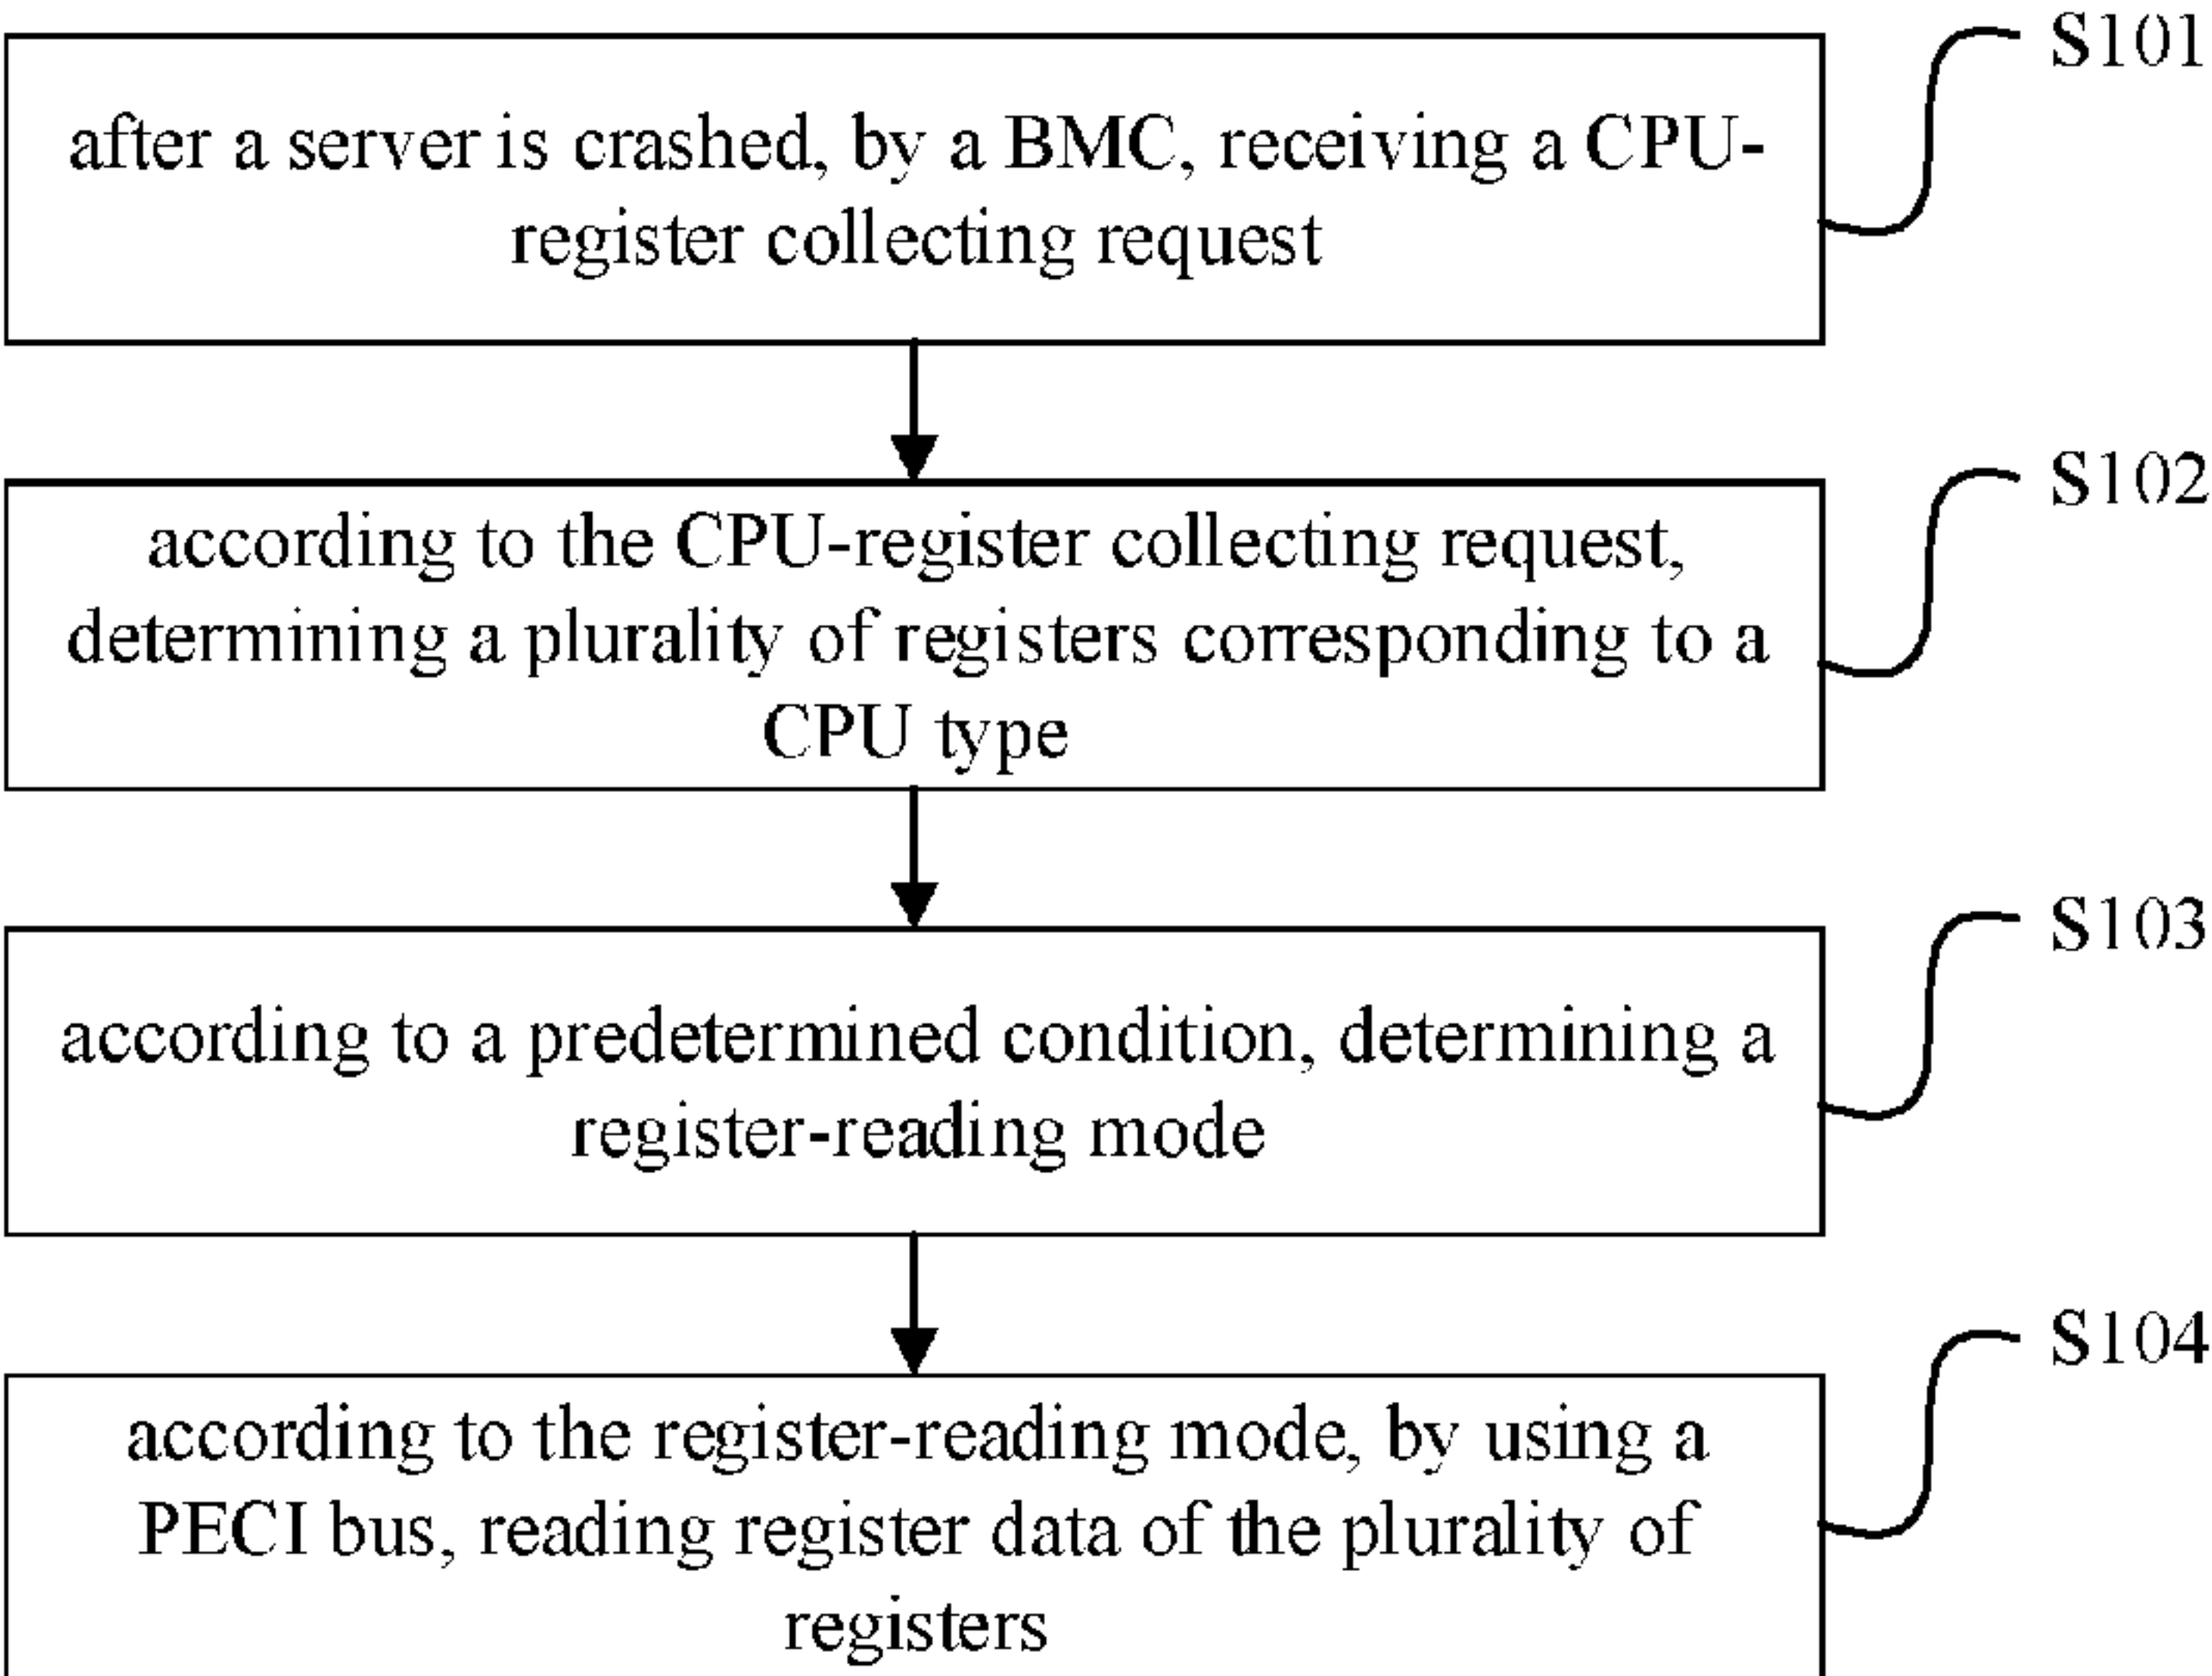 S101
after a server is crashed, by a BMC, receiving a CPU-
register collecting request
S102
according to the CPU-register collecting request,
determining a plurality of registers corresponding to a
CPU type
S103
according to a predetermined condition, determining a
register-reading mode
S104
according to the register-reading mode, by using a
PECI bus, reading register data of the plurality of
registers